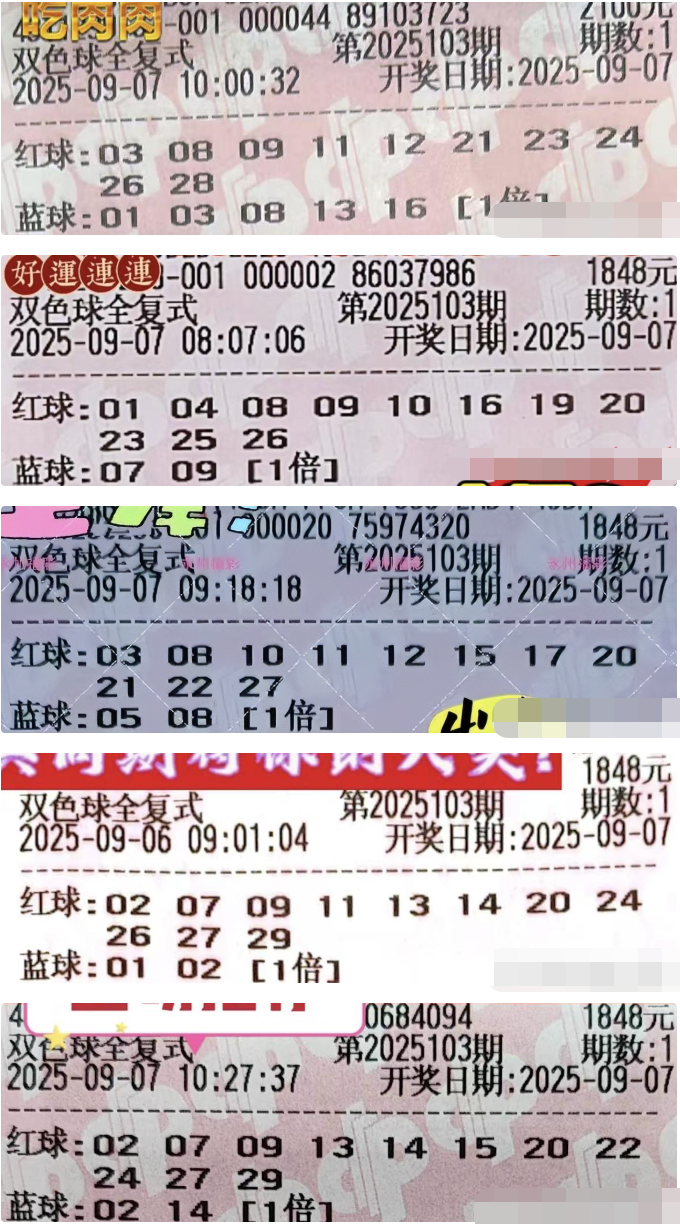 吃肉肉
-001 000044 89103723 2100元
双色球全复式 第2025103期 期数:1
2025-09-07 10:00:32 开奖日期:2025-09-07
红球:03 08 09 11 12 21 23 24
26 28
蓝球:01 03 08 13 16 [1倍]
好運連連
-001 000002 86037986 1848元
双色球全复式 第2025103期 期数:1
2025-09-07 08:07:06 开奖日期:2025-09-07
红球:01 04 08 09 10 16 19 20
23 25 26
蓝球:07 09 [1倍]
01 000020 75974320 1848元
双色球全复式 第2025103期 期数:1
2025-09-07 09:18:18 开奖日期:2025-09-07
红球:03 08 10 11 12 15 17 20
21 22 27
蓝球:05 08 [1倍]
1848元
双色球全复式 第2025103期 期数:1
2025-09-06 09:01:04 开奖日期:2025-09-07
红球:02 07 09 11 13 14 20 24
26 27 29
蓝球:01 02 [1倍]
4 0684094 1848元
双色球全复式 第2025103期 期数:1
2025-09-07 10:27:37 开奖日期:2025-09-07
红球:02 07 09 13 14 15 20 22
24 27 29
蓝球:02 14 [1倍]